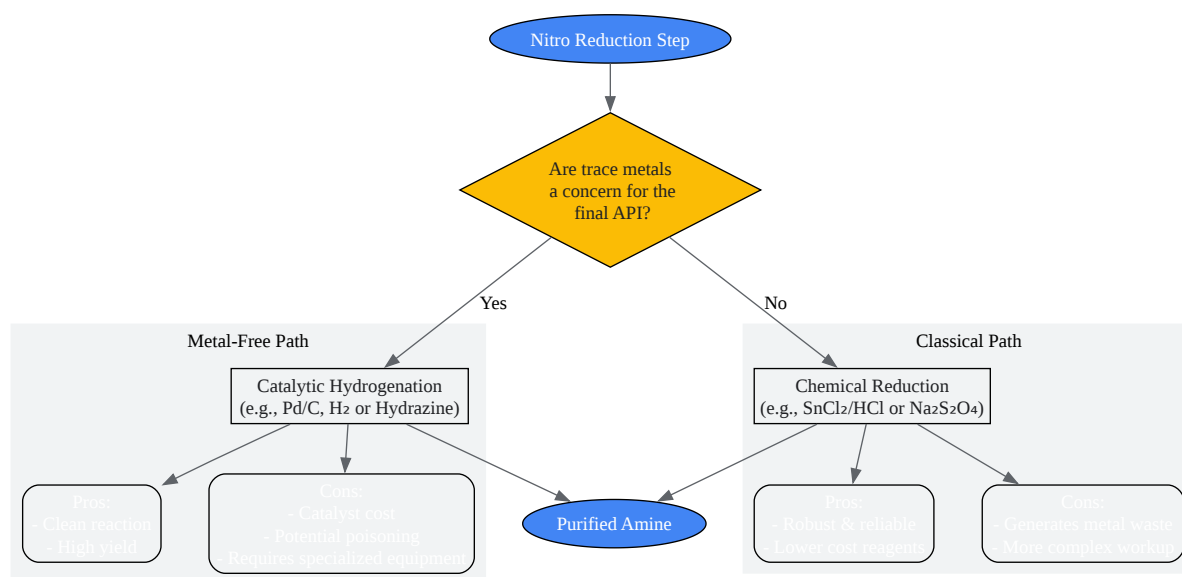 Nitro Reduction Step
Are trace metals
a concern for the
final API?
Yes
No
Metal-Free Path
Classical Path
Catalytic Hydrogenation
(e.g., Pd/C, H₂ or Hydrazine)
Chemical Reduction
(e.g., SnCl₂/HCl or Na₂S₂O₄)
Pros:
- Clean reaction
- High yield
Cons:
- Catalyst cost
- Potential poisoning
- Requires specialized equipment
Purified Amine
Pros:
- Robust & reliable
- Lower cost reagents
Cons:
- Generates metal waste
- More complex workup